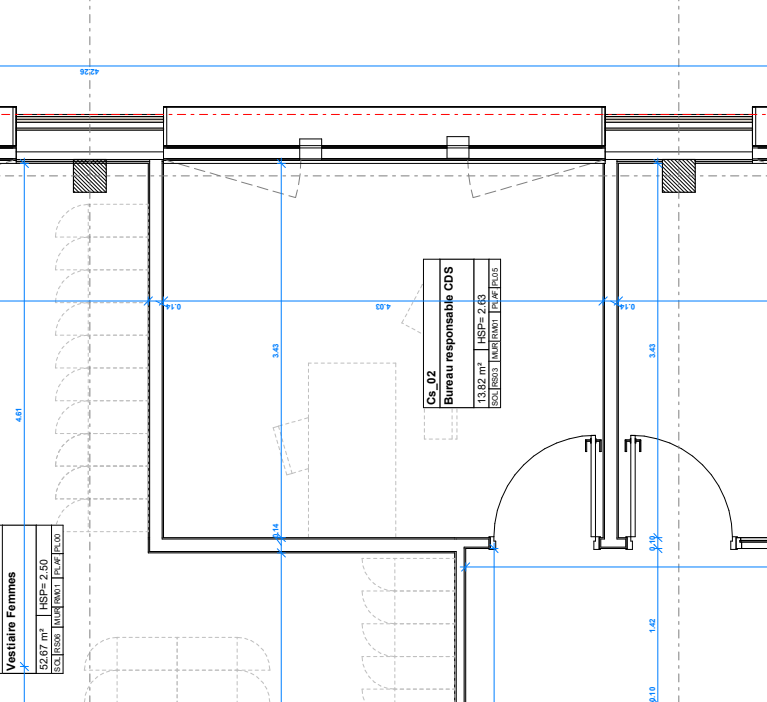 42.26
0.14
4.03
0.14
Cs_02
Bureau responsable CDS
13.82 m² HSP= 2.63
SOL RS03 MUR RM01 PLAF PL05
3.43
3.43
4.61
0.14
0.10
Vestiaire Femmes
52.67 m² HSP= 2.50
SOL RS06 MUR RM01 PLAF PL00
1.42
0.10